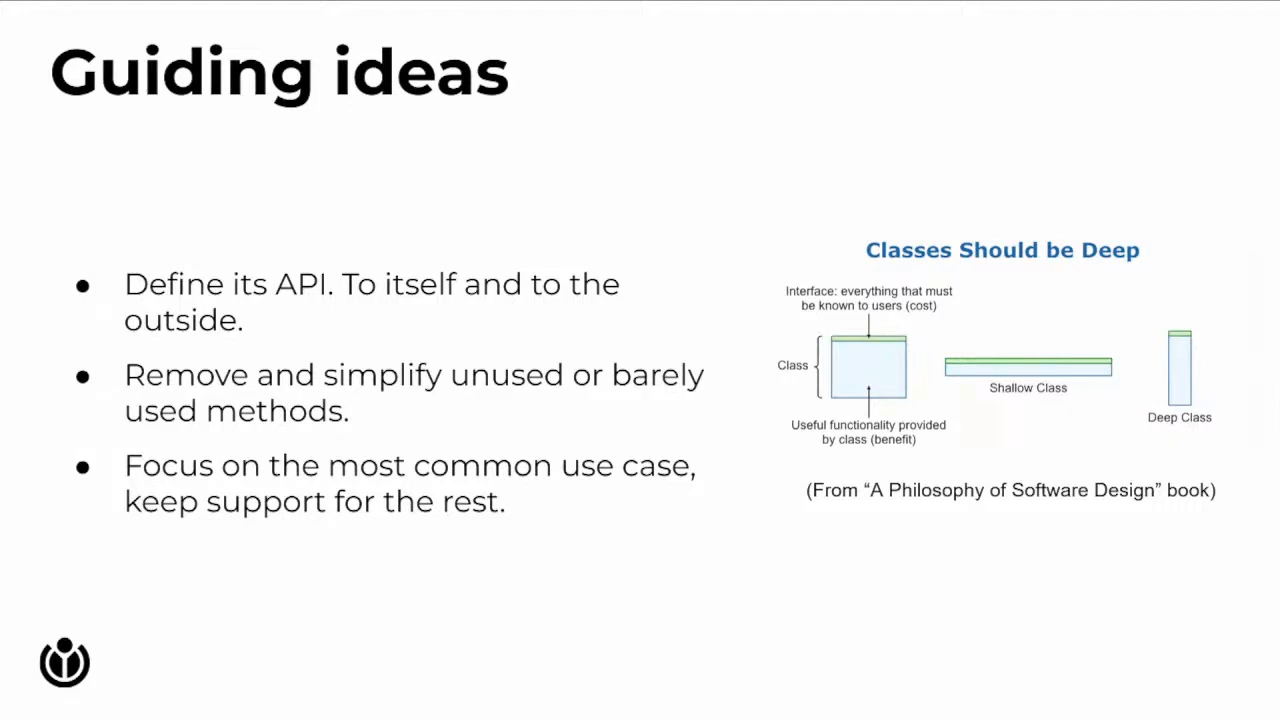 Guiding ideas
● Define its API. To itself and to the
outside.
● Remove and simplify unused or barely
used methods.
● Focus on the most common use case,
keep support for the rest.
Classes Should be Deep
Interface: everything that must
be known to users (cost)
Class
Shallow Class
Deep Class
Useful functionality provided
by class (benefit)
(From “A Philosophy of Software Design” book)